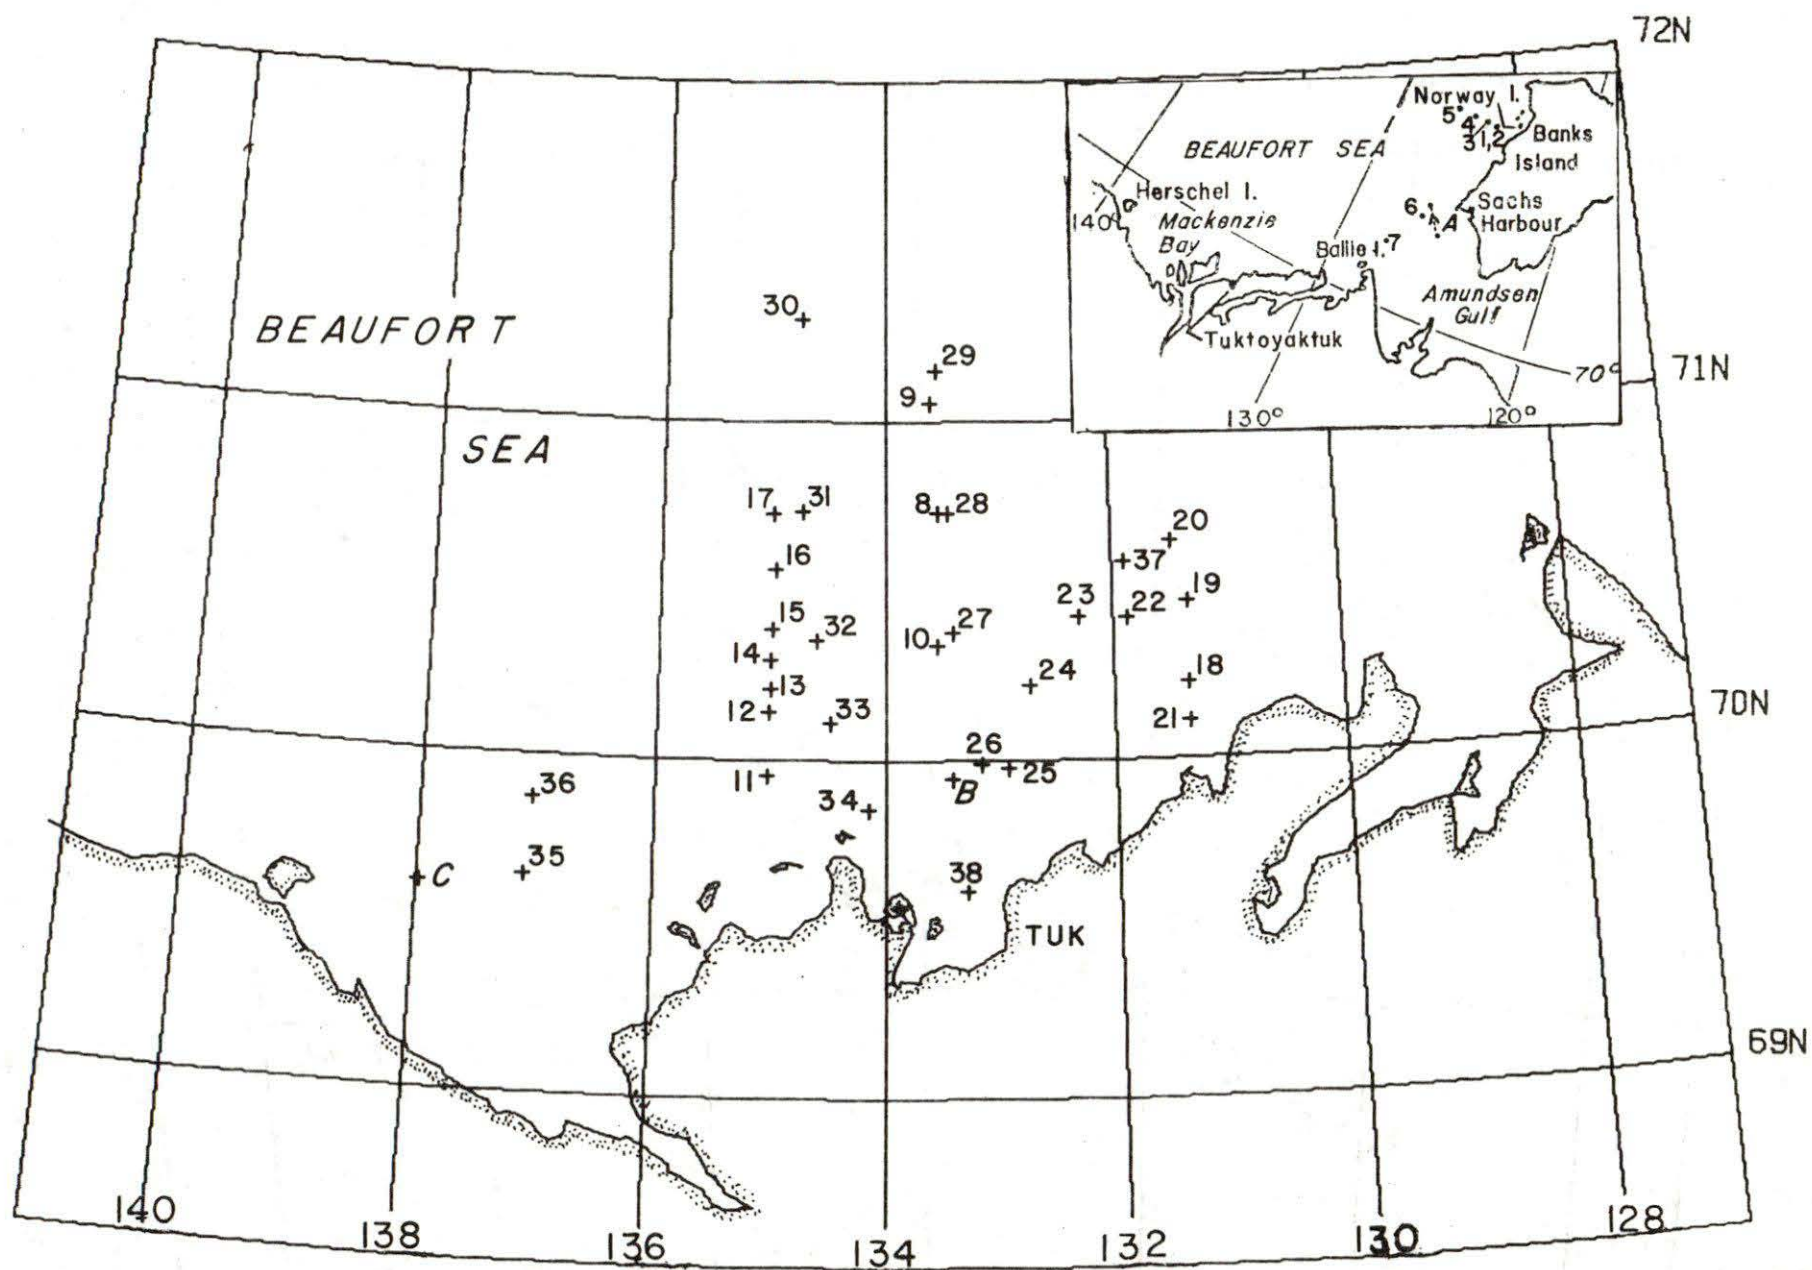 72N
Norway I.
5
4
3 1,2
Banks
Island
BEAUFORT SEA
Herschel I.
140°
Mackenzie
Bay
6
A
Sachs
Harbour
Ballie I.
7
Amundsen
Gulf
Tuktoyaktuk
70°
130°
120°
71N
30
29
9
BEAUFORT
SEA
17 31 8 28
20
16
37
19
15 32 10 27 23 22
14
13
24 18
12 33 21
70N
26
11 25
36 34 B
C 35 38
TUK
69N
140
138 136 134 132 130 128